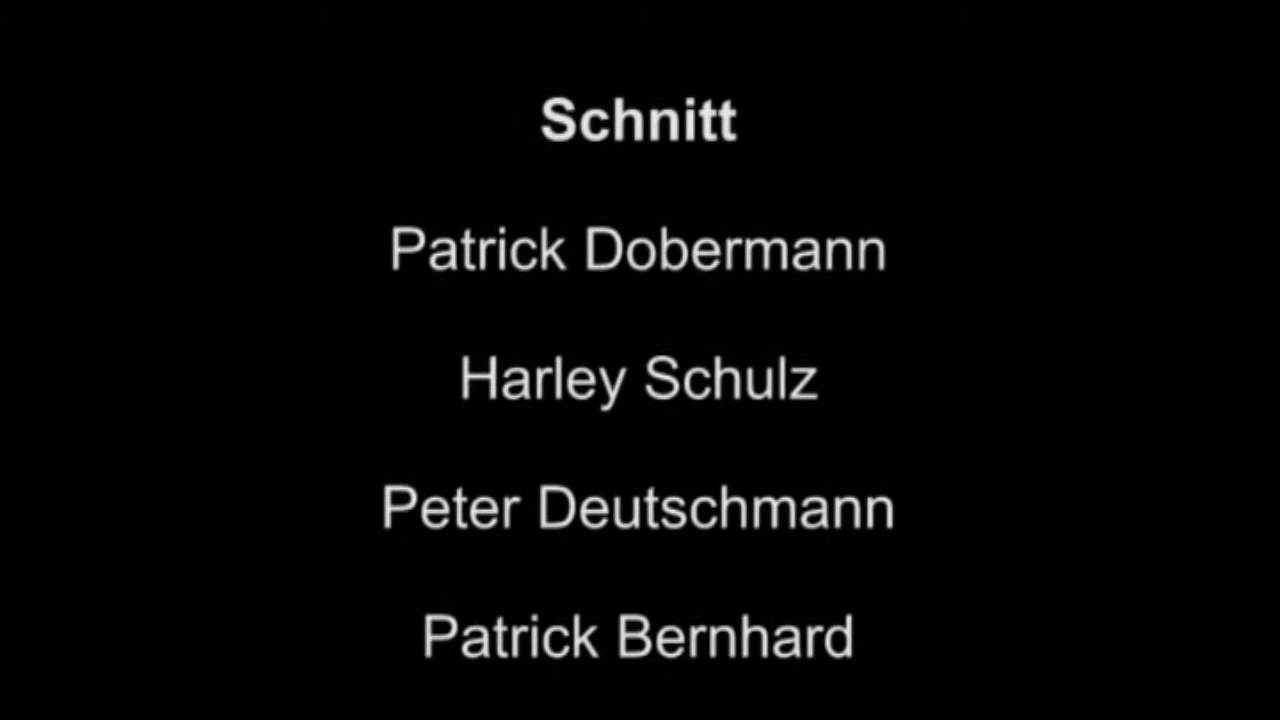 Schnitt
Patrick Dobermann
Harley Schulz
Peter Deutschmann
Patrick Bernhard